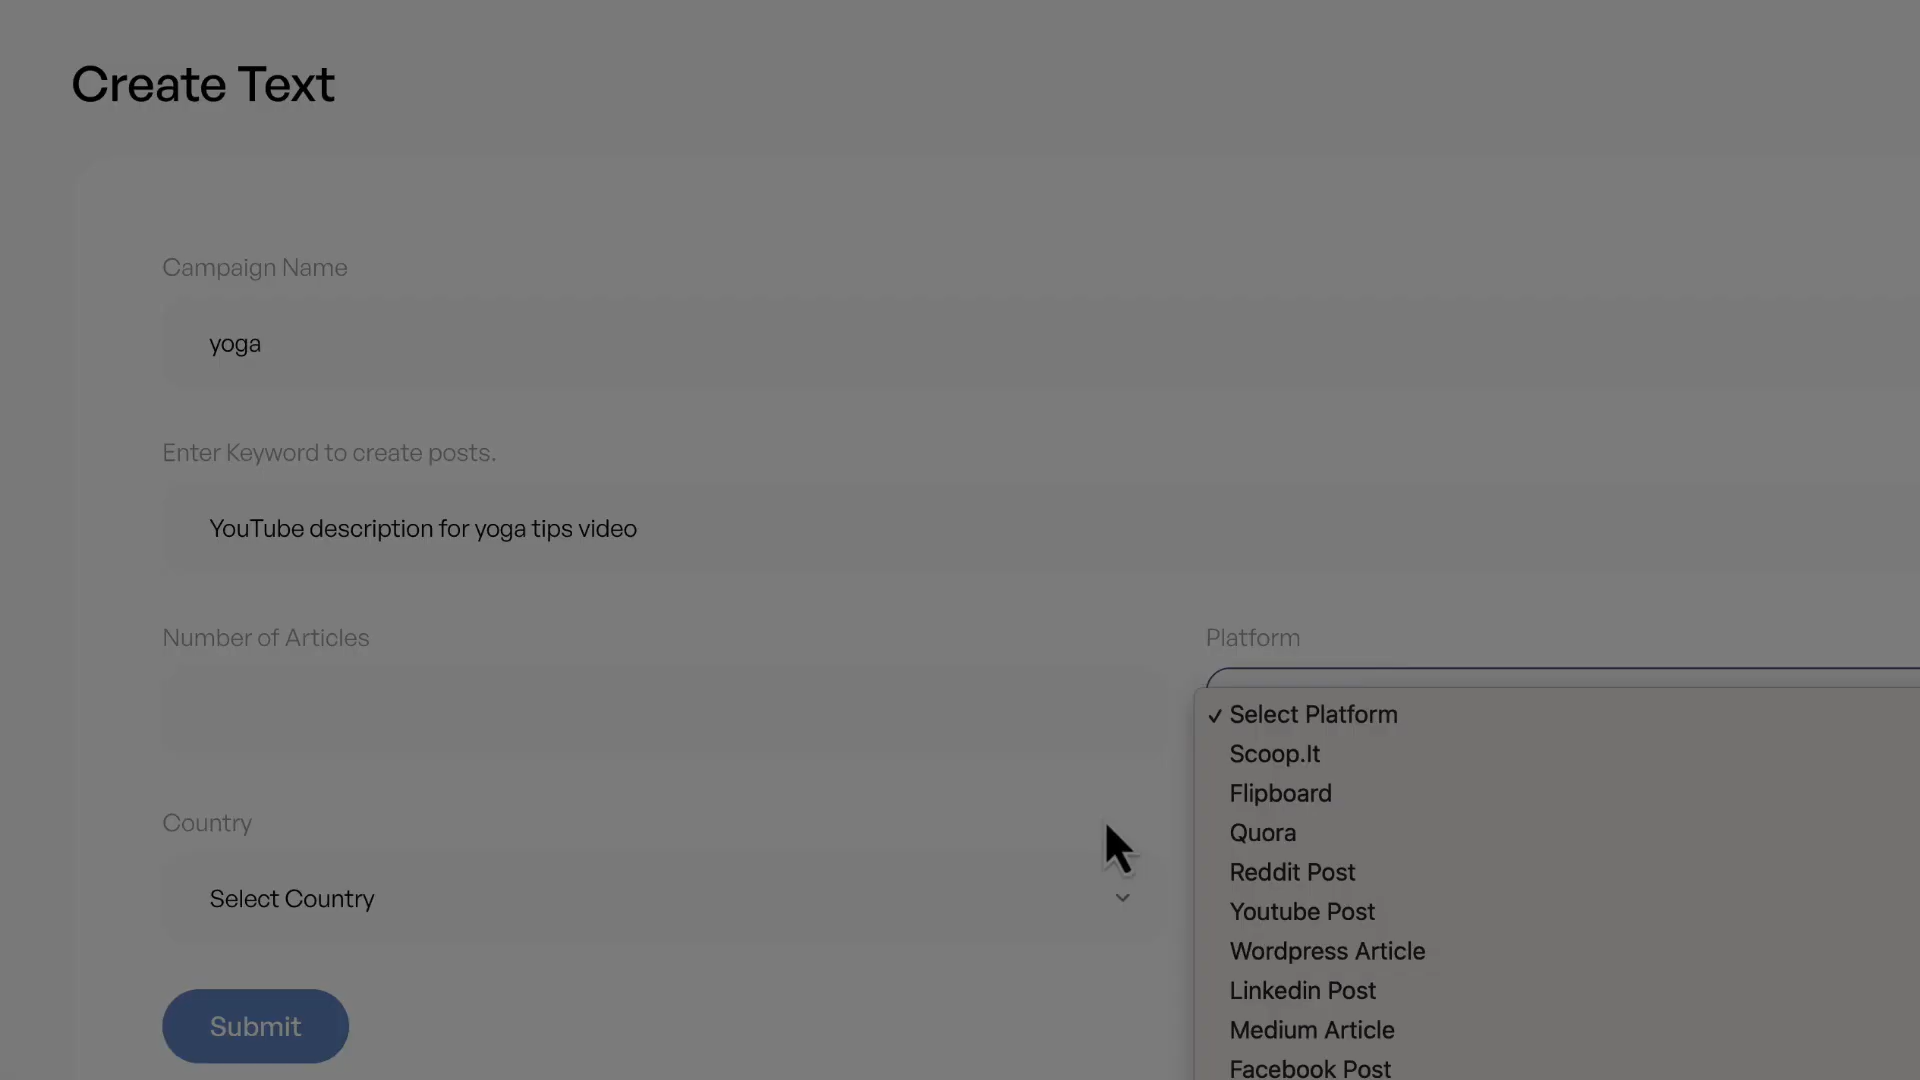 Create Text
Campaign Name
yoga
Enter Keyword to create posts.
YouTube description for yoga tips video
Number of Articles
Platform
✓ Select Platform
Scoop.It
Flipboard
Quora
Reddit Post
Youtube Post
Wordpress Article
Linkedin Post
Medium Article
Facebook Post
Country
Select Country
Submit